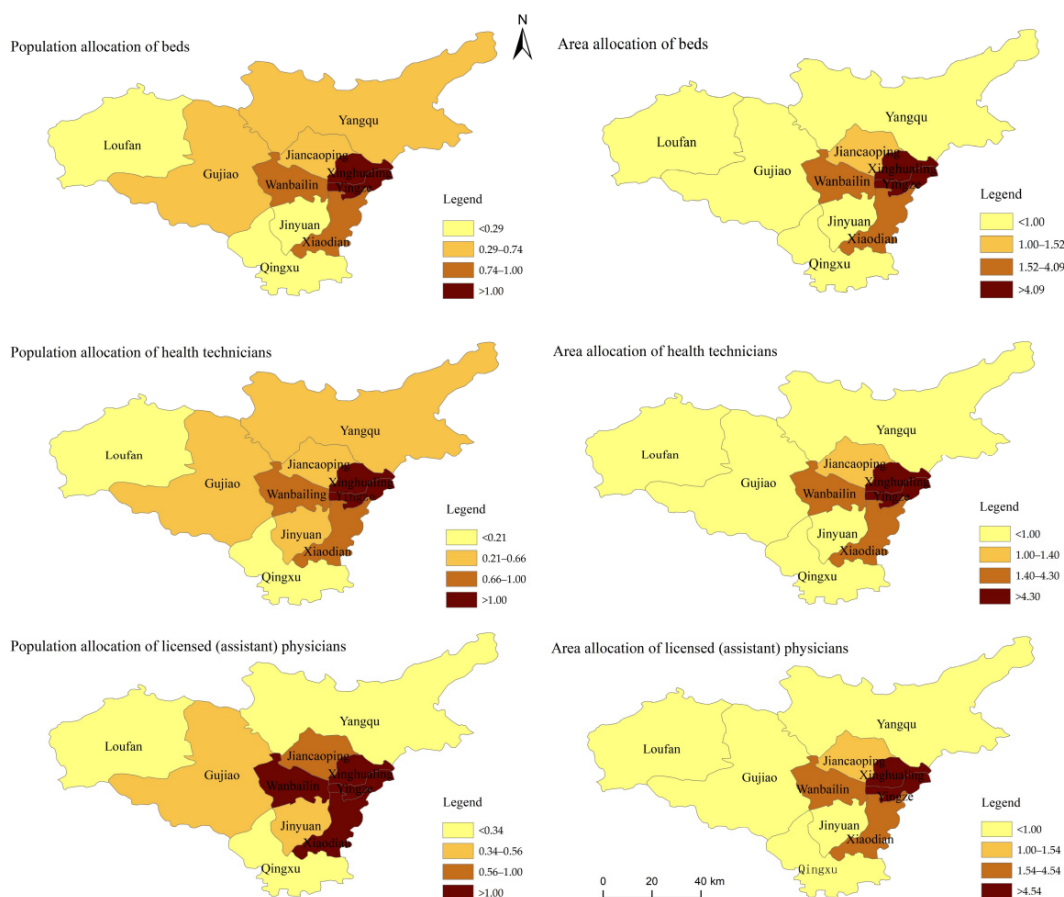 N
Population allocation of beds
Yangqu
Loufan
Jiancaoping
Xinghualing
Gujiao
Wanbailin
Yingze
Jinyuan
Xiaodian
Qingxu
Legend
<0.29
0.29–0.74
0.74–1.00
>1.00
Area allocation of beds
Yangqu
Loufan
Jiancaoping
Xinghualing
Gujiao
Wanbailin
Yingze
Jinyuan
Xiaodian
Qingxu
Legend
<1.00
1.00–1.52
1.52–4.09
>4.09
Population allocation of health technicians
Yangqu
Loufan
Jiancaoping
Xinghualing
Gujiao
Wanbailing
Yingze
Jinyuan
Xiaodian
Qingxu
Legend
<0.21
0.21–0.66
0.66–1.00
>1.00
Area allocation of health technicians
Yangqu
Loufan
Jiancaoping
Xinghualing
Gujiao
Wanbailin
Yingze
Jinyuan
Xiaodian
Qingxu
Legend
<1.00
1.00–1.40
1.40–4.30
>4.30
Population allocation of licensed (assistant) physicians
Yangqu
Loufan
Jiancaoping
Xinghualing
Gujiao
Wanbailin
Yingze
Jinyuan
Xiaodian
Qingxu
Legend
<0.34
0.34–0.56
0.56–1.00
>1.00
Area allocation of licensed (assistant) physicians
Yangqu
Loufan
Jiancaoping
Xinghualing
Gujiao
Wanbailin
Yingze
Jinyuan
Xiaodian
Qingxu
Legend
<1.00
1.00–1.54
1.54–4.54
>4.54
0 20 40 km